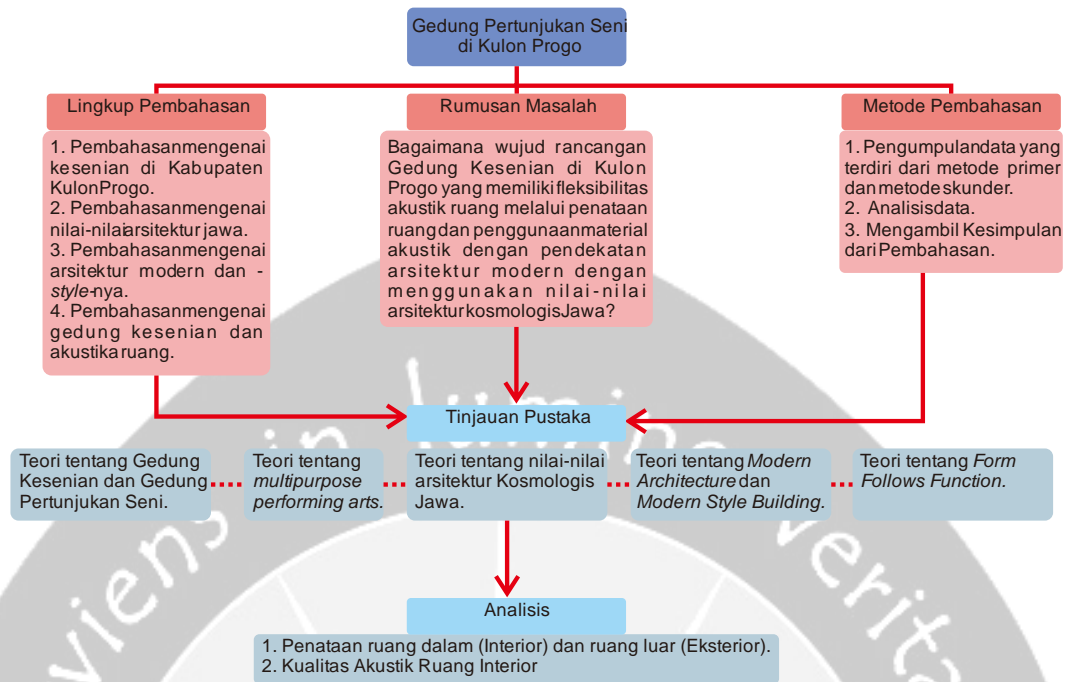 Gedung Pertunjukan Seni
di Kulon Progo
Lingkup Pembahasan
1. Pembahasanmengenai
kesenian di Kabupaten
KulonProgo.
2. Pembahasanmengenai
nilai-nilaiarsitektur jawa.
3. Pembahasanmengenai
arsitektur modern dan -
style-nya.
4. Pembahasanmengenai
gedung kesenian dan
akustikaruang.
Rumusan Masalah
Bagaimana wujud rancangan
Gedung Kesenian di Kulon
Progo yang memilikifleksibilitas
akustik ruang melalui penataan
ruangdan penggunaanmaterial
akustik dengan pendekatan
arsitektur modern dengan
menggunakan nilai-nilai
arsitekturkosmologisJawa?
Metode Pembahasan
1. Pengumpulandata yang
terdiri dari metode primer
danmetodeskunder.
2. Analisisdata.
3. Mengambil Kesimpulan
dariPembahasan.
Tinjauan Pustaka
Teori tentang Gedung
Kesenian dan Gedung
Pertunjukan Seni.
Teori tentang
multipurpose
performing arts.
Teori tentang nilai-nilai
arsitektur Kosmologis
Jawa.
Teori tentang Modern
Architecture dan
Modern Style Building.
Teori tentang Form
Follows Function.
Analisis
1. Penataan ruang dalam (Interior) dan ruang luar (Eksterior).
2. Kualitas Akustik Ruang Interior
viens in lumine verita